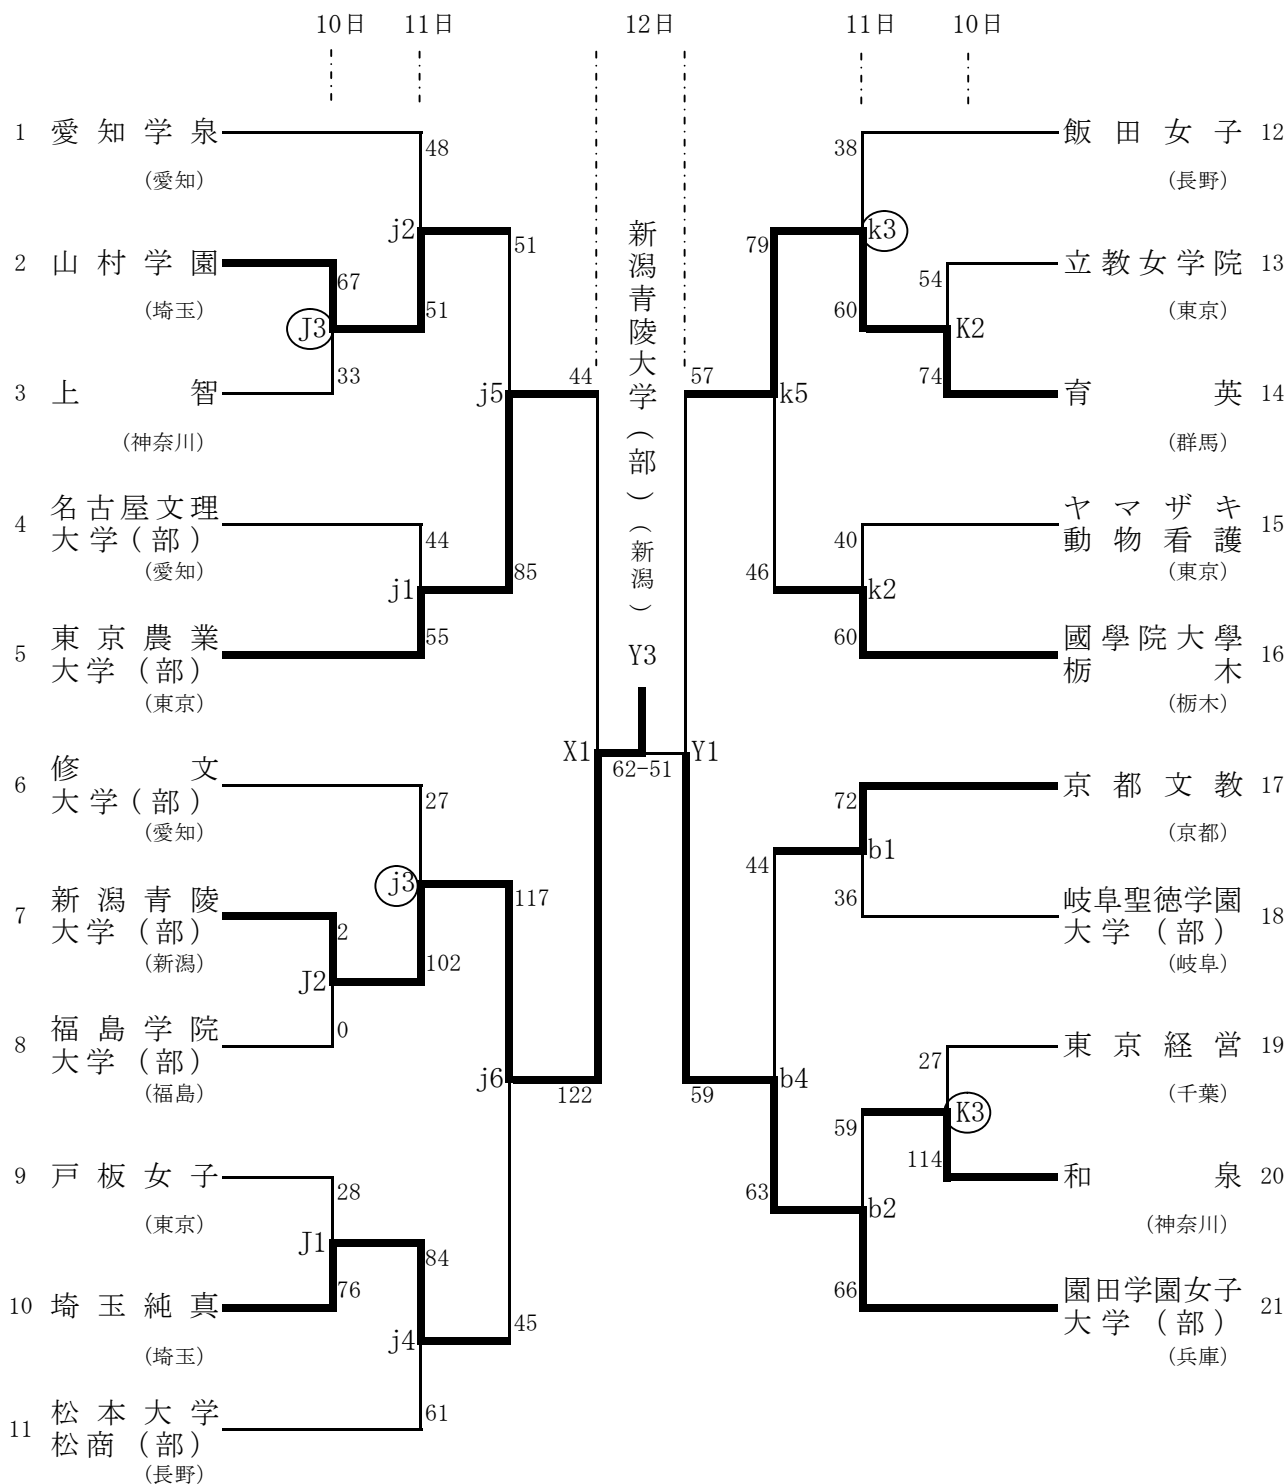 10日 11日 12日 11日 10日
1 愛知学泉
(愛知)
48
2 山村学園
(埼玉)
67
J3
33
3 上智
(神奈川)
j2
51
51
4 名古屋文理
大学(部)
(愛知)
44
j1
55
5 東京農業
大学(部)
(東京)
85
j5
44
6 修文
大学(部)
(愛知)
27
7 新潟青陵
大学(部)
(新潟)
2
J2
0
8 福島学院
大学(部)
(福島)
j3
102
117
j6
122
9 戸板女子
(東京)
28
J1
76
10 埼玉純真
(埼玉)
84
j4
61
45
11 松本大学
松商(部)
(長野)
新潟青陵大学(部)(新潟)
Y3
X1
62-51
Y1
飯田女子 12
(長野)
38
k3
60
79
立教女学院 13
(東京)
54
K2
74
育英 14
(群馬)
57
k5
ヤマザキ
動物看護 15
(東京)
40
k2
60
46
國學院大學
栃木 16
(栃木)
京都文教 17
(京都)
72
b1
36
44
岐阜聖徳学園
大学(部) 18
(岐阜)
59
b4
63
東京経営 19
(千葉)
27
K3
114
和泉 20
(神奈川)
59
b2
66
園田学園女子
大学(部) 21
(兵庫)